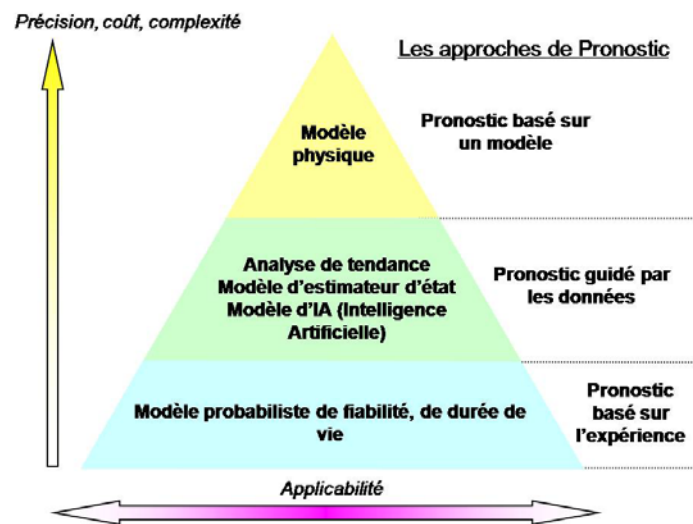 Précision, coût, complexité
Les approches de Pronostic
Modèle
physique
Pronostic basé sur
un modèle
Analyse de tendance
Modèle d'estimateur d'état
Modèle d'IA (Intelligence
Artificielle)
Pronostic guidé par
les données
Modèle probabiliste de fiabilité, de durée de
vie
Pronostic
basé sur
l'expérience
Applicabilité